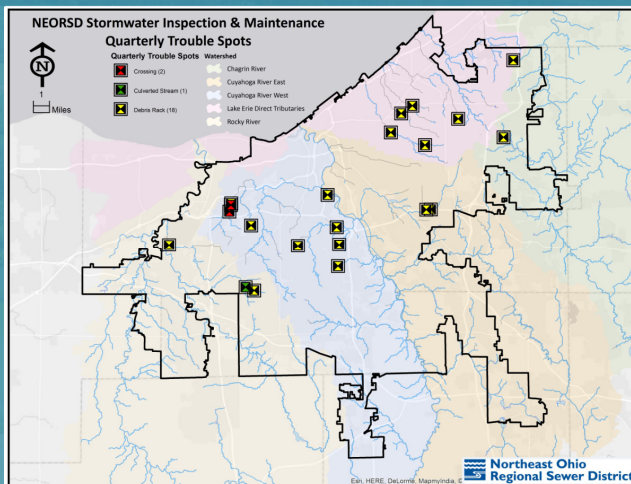 NEORSD Stormwater Inspection & Maintenance
Quarterly Trouble Spots
N
1
Miles
Quarterly Trouble Spots
Crossing (2)
Culverted Stream (1)
Debris Rack (18)
Watershed
Chagrin River
Cuyahoga River East
Cuyahoga River West
Lake Erie Direct Tributaries
Rocky River
Esri, HERE, DeLorme, MapmyIndia, ©
Northeast Ohio
Regional Sewer District